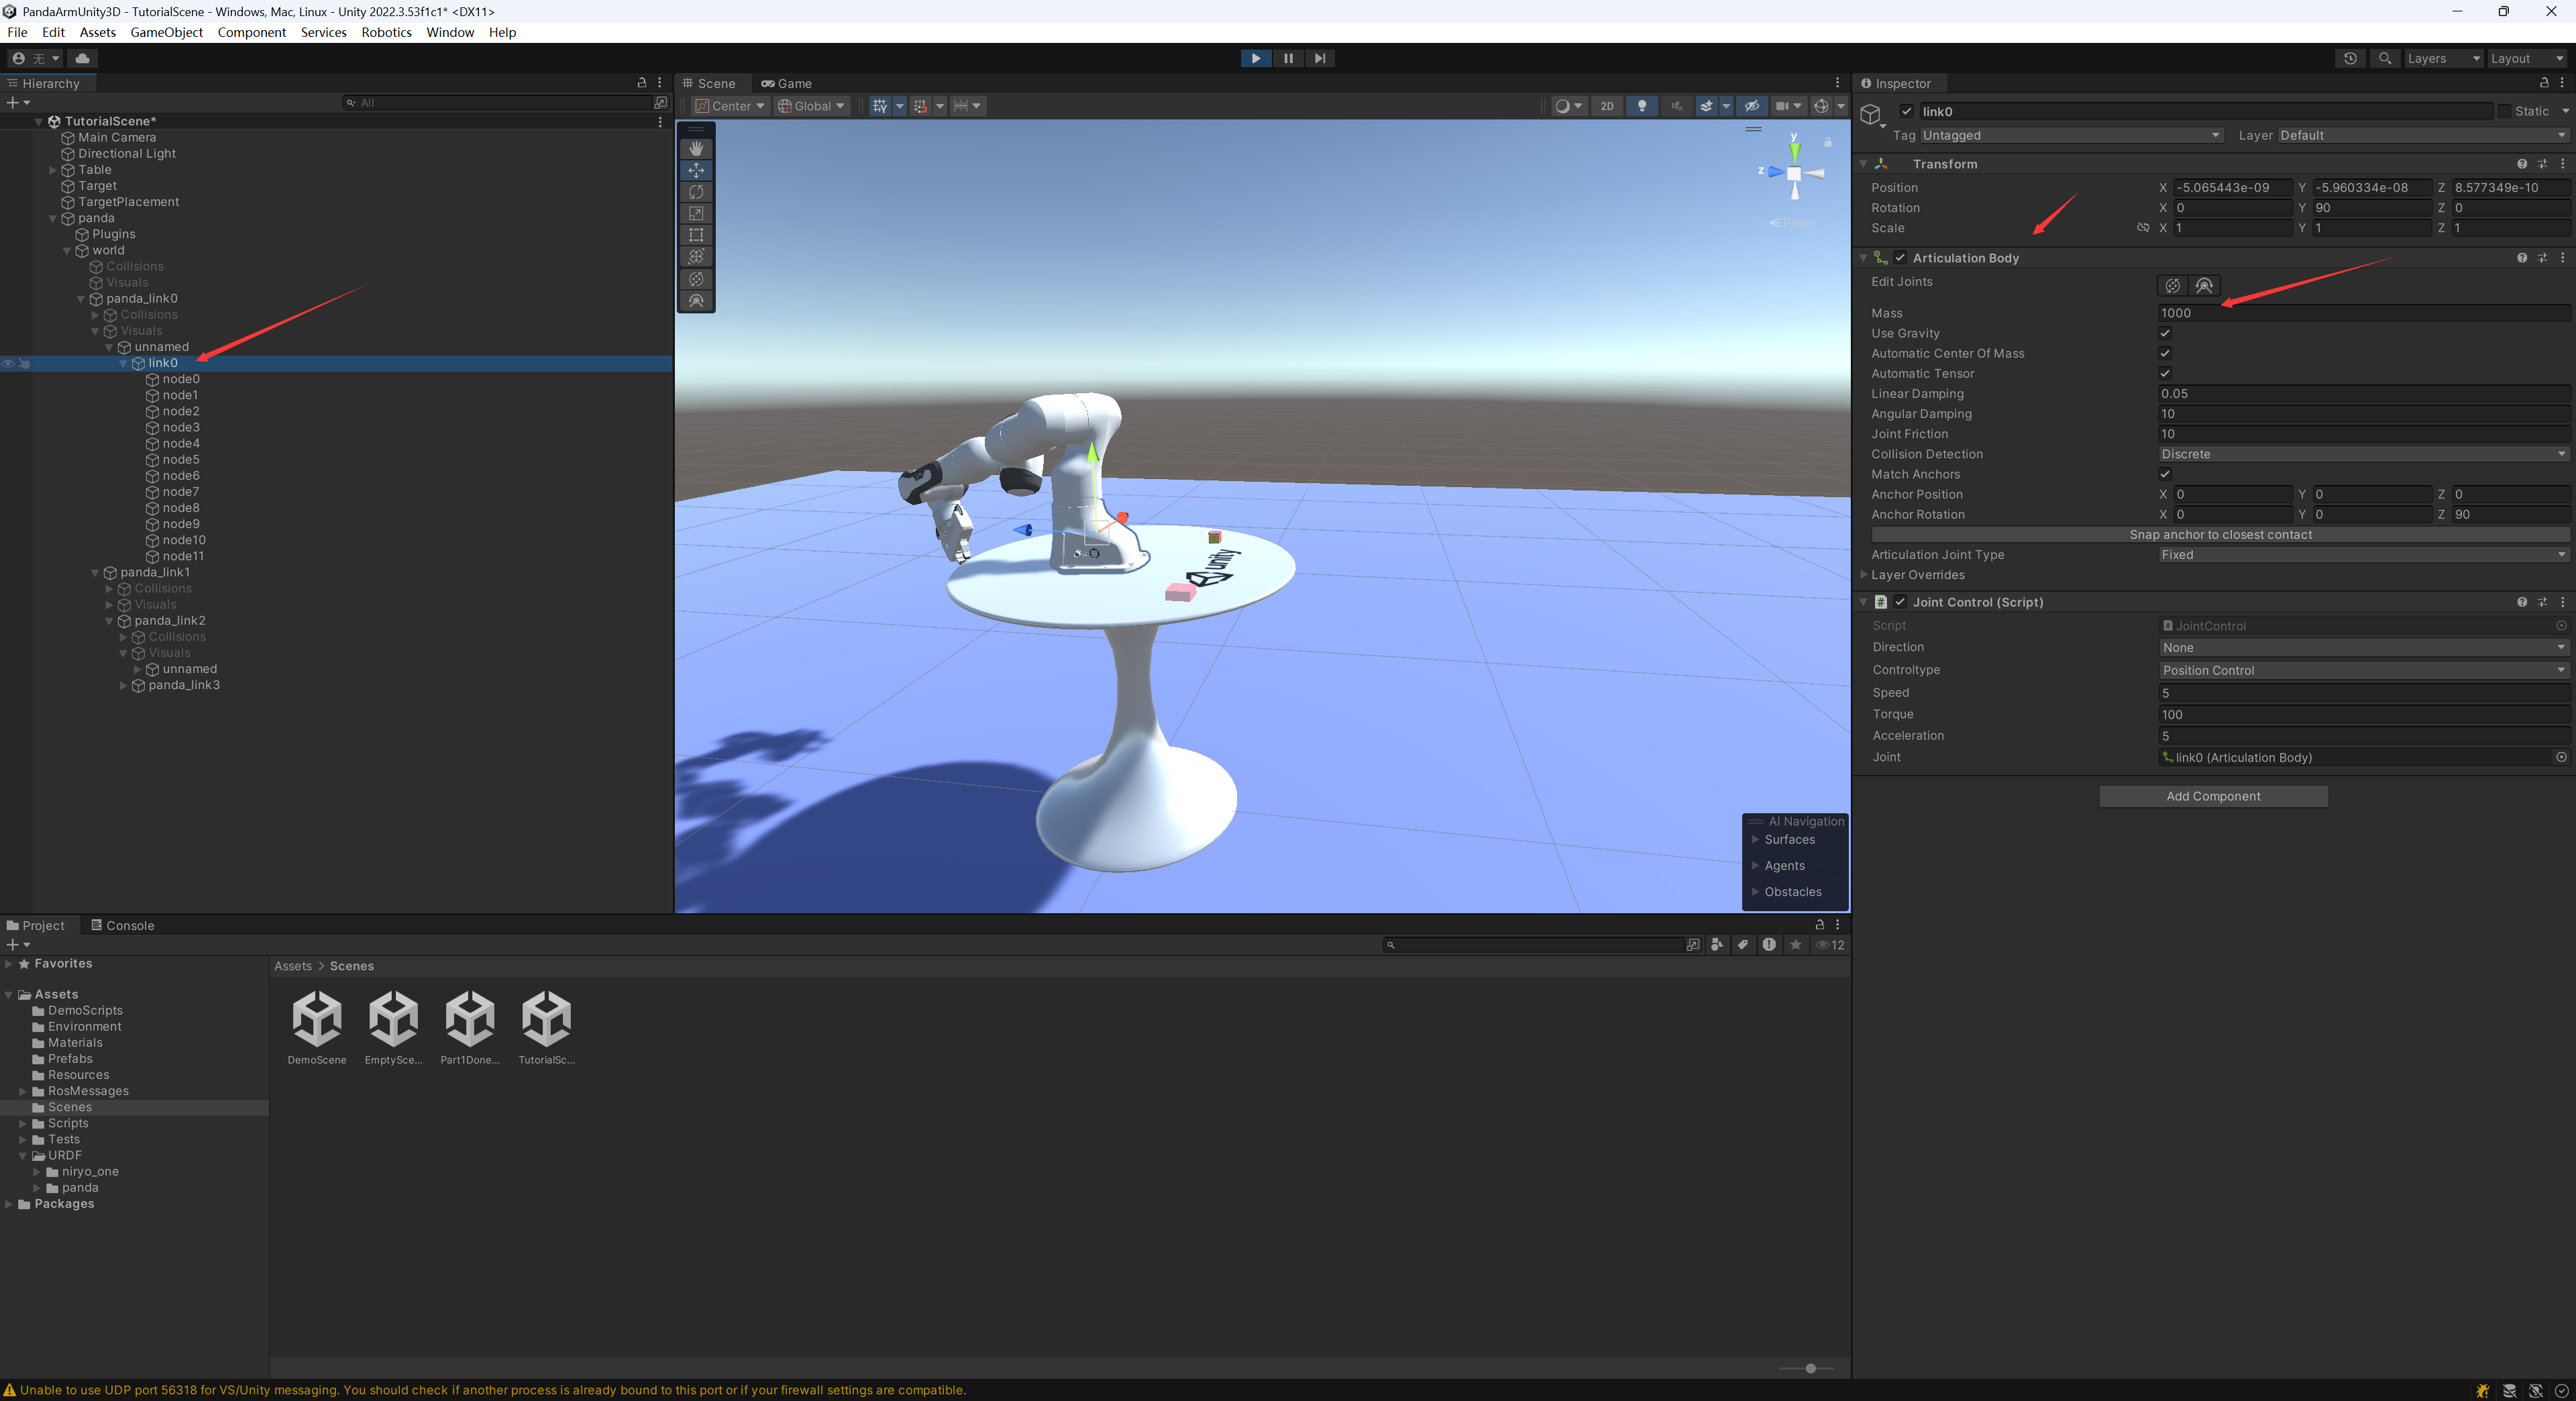 PandaArmUnity3D - TutorialScene - Windows, Mac, Linux - Unity 2022.3.53f1c1* <DX11>
File Edit Assets GameObject Component Services Robotics Window Help
无
Layers Layout
Hierarchy
All
TutorialScene*
Main Camera
Directional Light
Table
Target
TargetPlacement
panda
Plugins
world
Collisions
Visuals
panda_link0
Collisions
Visuals
unnamed
link0
node0
node1
node2
node3
node4
node5
node6
node7
node8
node9
node10
node11
panda_link1
Collisions
Visuals
panda_link2
Collisions
Visuals
unnamed
panda_link3
Scene Game
Center Global 2D
y
z
Persp
unity
AI Navigation
Surfaces
Agents
Obstacles
Inspector
link0 Static
Tag Untagged Layer Default
Transform
Position X -5.065443e-09 Y -5.960334e-08 Z 8.577349e-10
Rotation X 0 Y 90 Z 0
Scale X 1 Y 1 Z 1
Articulation Body
Edit Joints
Mass 1000
Use Gravity
Automatic Center Of Mass
Automatic Tensor
Linear Damping 0.05
Angular Damping 10
Joint Friction 10
Collision Detection Discrete
Match Anchors
Anchor Position X 0 Y 0 Z 0
Anchor Rotation X 0 Y 0 Z 90
Snap anchor to closest contact
Articulation Joint Type Fixed
Layer Overrides
# Joint Control (Script)
Script JointControl
Direction None
Controltype Position Control
Speed 5
Torque 100
Acceleration 5
Joint link0 (Articulation Body)
Add Component
Project Console
12
Favorites
Assets
DemoScripts
Environment
Materials
Prefabs
Resources
RosMessages
Scenes
Scripts
Tests
URDF
niryo_one
panda
Packages
Assets > Scenes
DemoScene EmptySce... Part1Done... TutorialSc...
Unable to use UDP port 56318 for VS/Unity messaging. You should check if another process is already bound to this port or if your firewall settings are compatible.